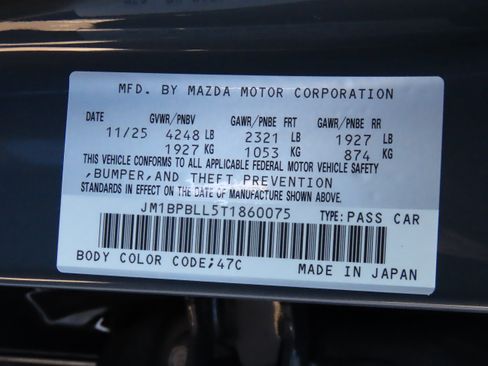 MFD. BY MAZDA MOTOR CORPORATION
DATE GVWR/PNBV GAWR/PNBE FRT GAWR/PNBE RR
11/25 4248 LB 2321 LB 1927 LB
1927 KG 1053 KG 874 KG
THIS VEHICLE CONFORMS TO ALL APPLICABLE FEDERAL MOTOR VEHICLE SAFETY
,BUMPER,AND THEFT PREVENTION
STANDARDS IN EFFECT ON THE DATE OF MANUFACTURE SHOWN ABOVE.
JM1BPBLL5T1860075 TYPE:PASS CAR
BODY COLOR CODE;47C MADE IN JAPAN